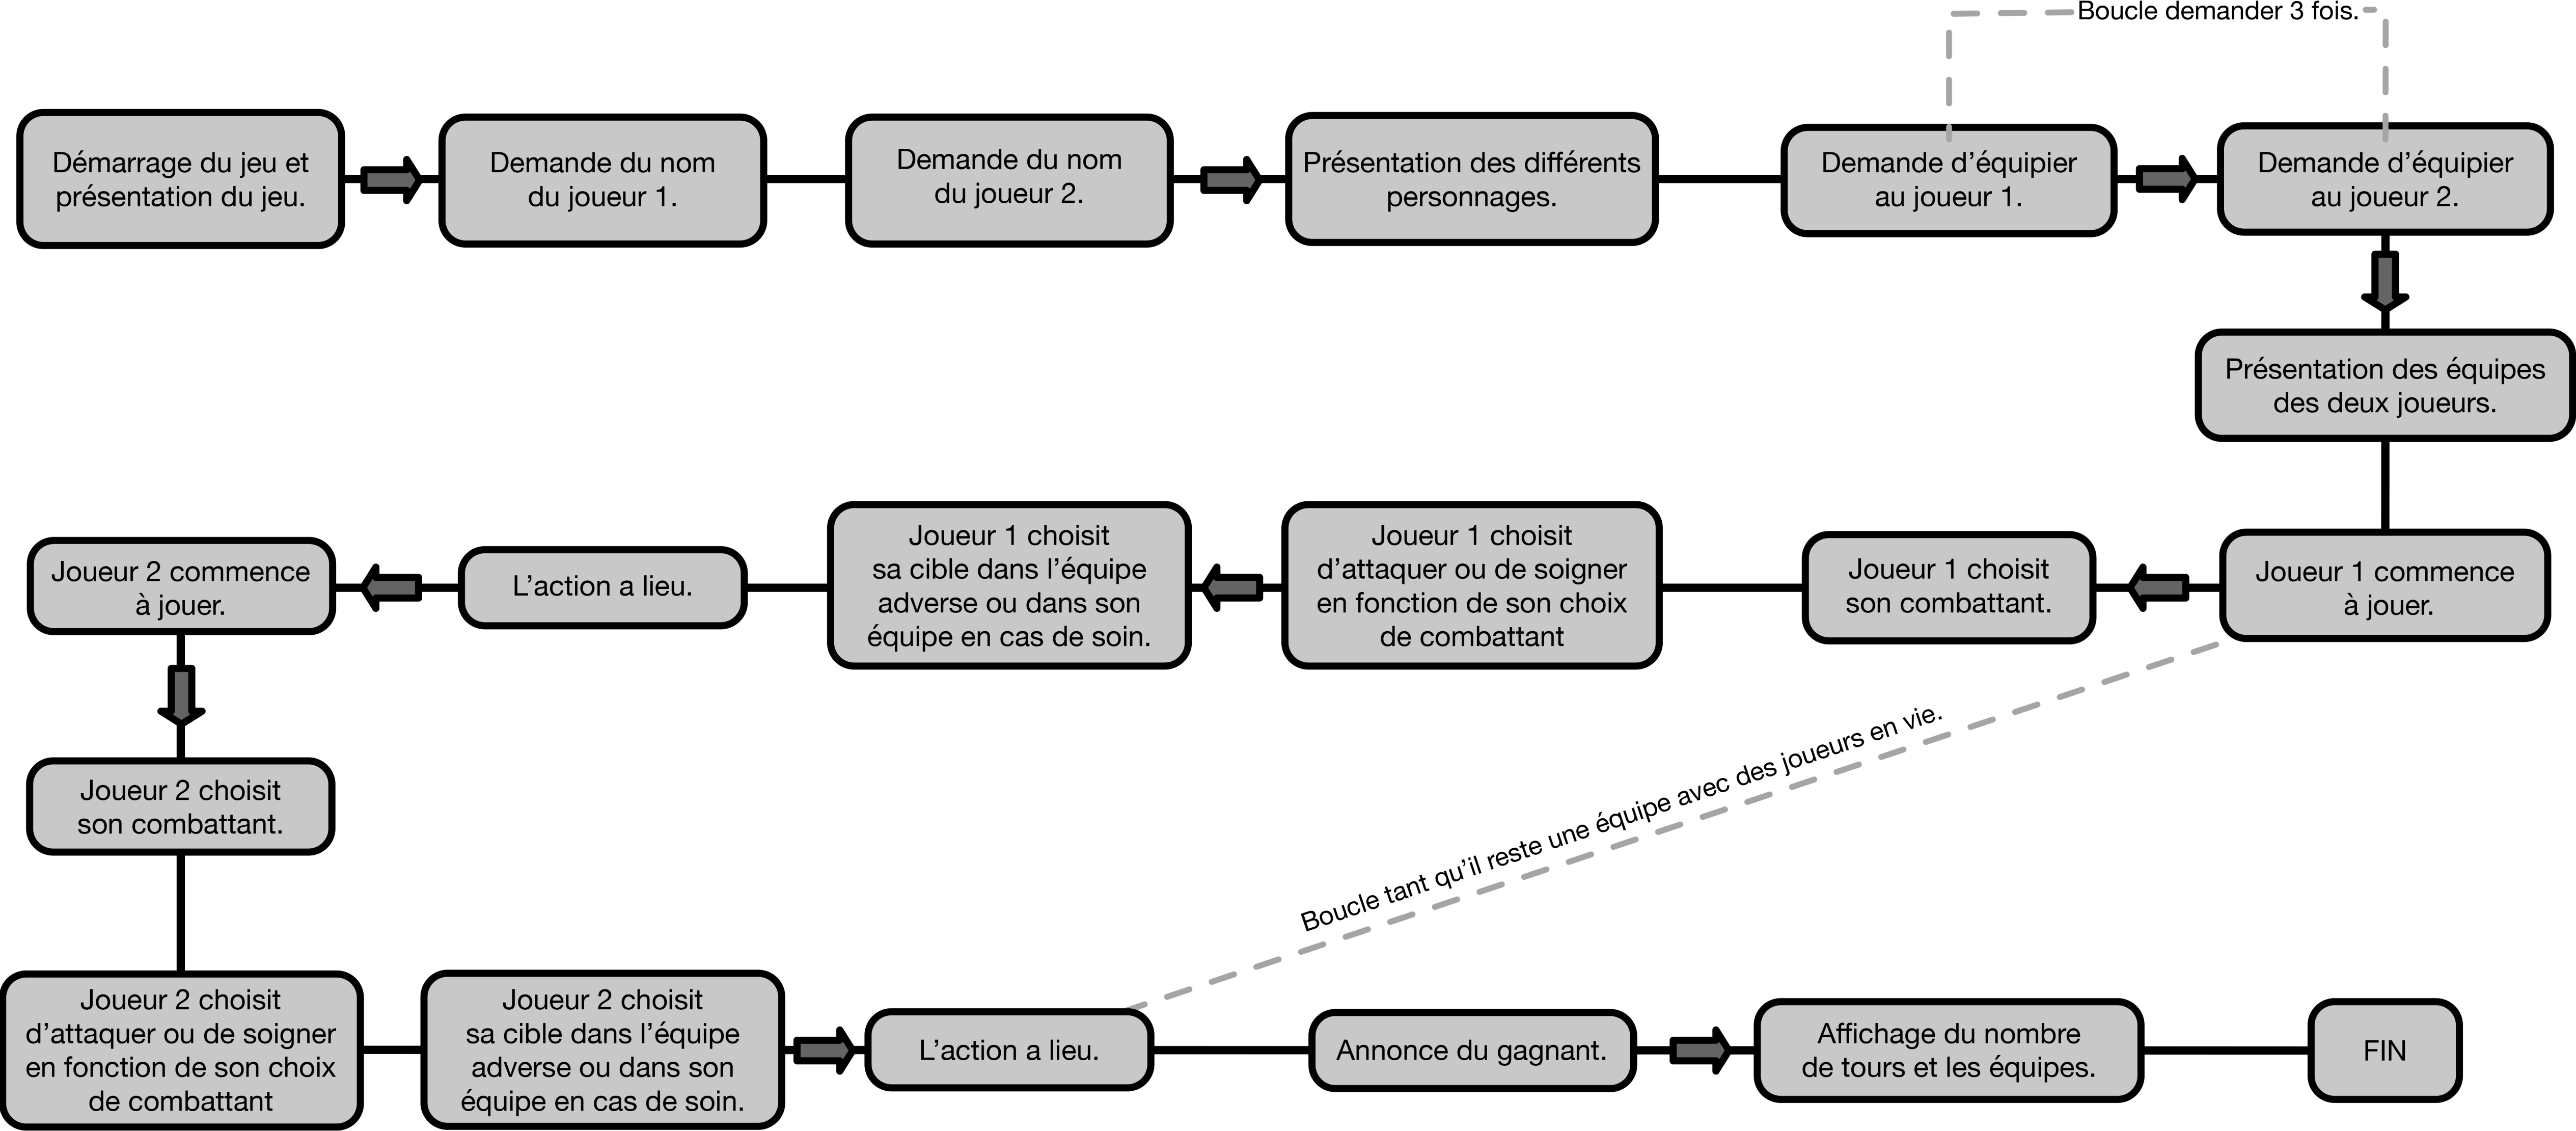 Boucle demander 3 fois.
Démarrage du jeu et
présentation du jeu.
Demande du nom
du joueur 1.
Demande du nom
du joueur 2.
Présentation des différents
personnages.
Demande d’équipier
au joueur 1.
Demande d’équipier
au joueur 2.
Présentation des équipes
des deux joueurs.
Joueur 1 commence
à jouer.
Joueur 1 choisit
son combattant.
Joueur 1 choisit
d’attaquer ou de soigner
en fonction de son choix
de combattant
Joueur 1 choisit
sa cible dans l’équipe
adverse ou dans son
équipe en cas de soin.
L’action a lieu.
Joueur 2 commence
à jouer.
Joueur 2 choisit
son combattant.
Joueur 2 choisit
d’attaquer ou de soigner
en fonction de son choix
de combattant
Joueur 2 choisit
sa cible dans l’équipe
adverse ou dans son
équipe en cas de soin.
L’action a lieu.
Boucle tant qu’il reste une équipe avec des joueurs en vie.
Annonce du gagnant.
Affichage du nombre
de tours et les équipes.
FIN